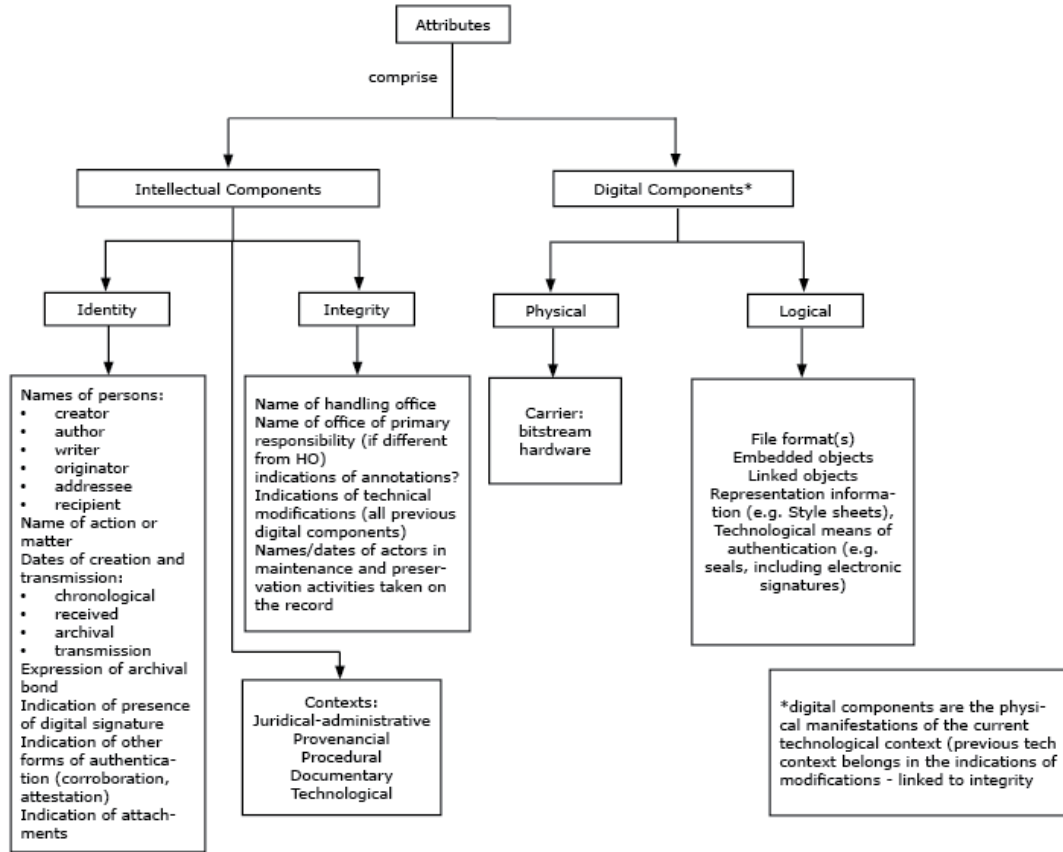 Attributes
comprise
Intellectual Components
Digital Components*
Identity
Integrity
Physical
Logical
Names of persons:
• creator
• author
• writer
• originator
• addressee
• recipient
Name of action or
matter
Dates of creation and
transmission:
• chronological
• received
• archival
• transmission
Expression of archival
bond
Indication of presence
of digital signature
Indication of other
forms of authentica-
tion (corroboration,
attestation)
Indication of attach-
ments
Name of handling office
Name of office of primary
responsibility (if different
from HO)
indications of annotations?
Indications of technical
modifications (all previous
digital components)
Names/dates of actors in
maintenance and preser-
vation activities taken on
the record
Contexts:
Juridical-administrative
Provenancial
Procedural
Documentary
Technological
Carrier:
bitstream
hardware
File format(s)
Embedded objects
Linked objects
Representation informa-
tion (e.g. Style sheets),
Technological means of
authentication (e.g.
seals, including electronic
signatures)
*digital components are the physi-
cal manifestations of the current
technological context (previous tech
context belongs in the indications of
modifications - linked to integrity